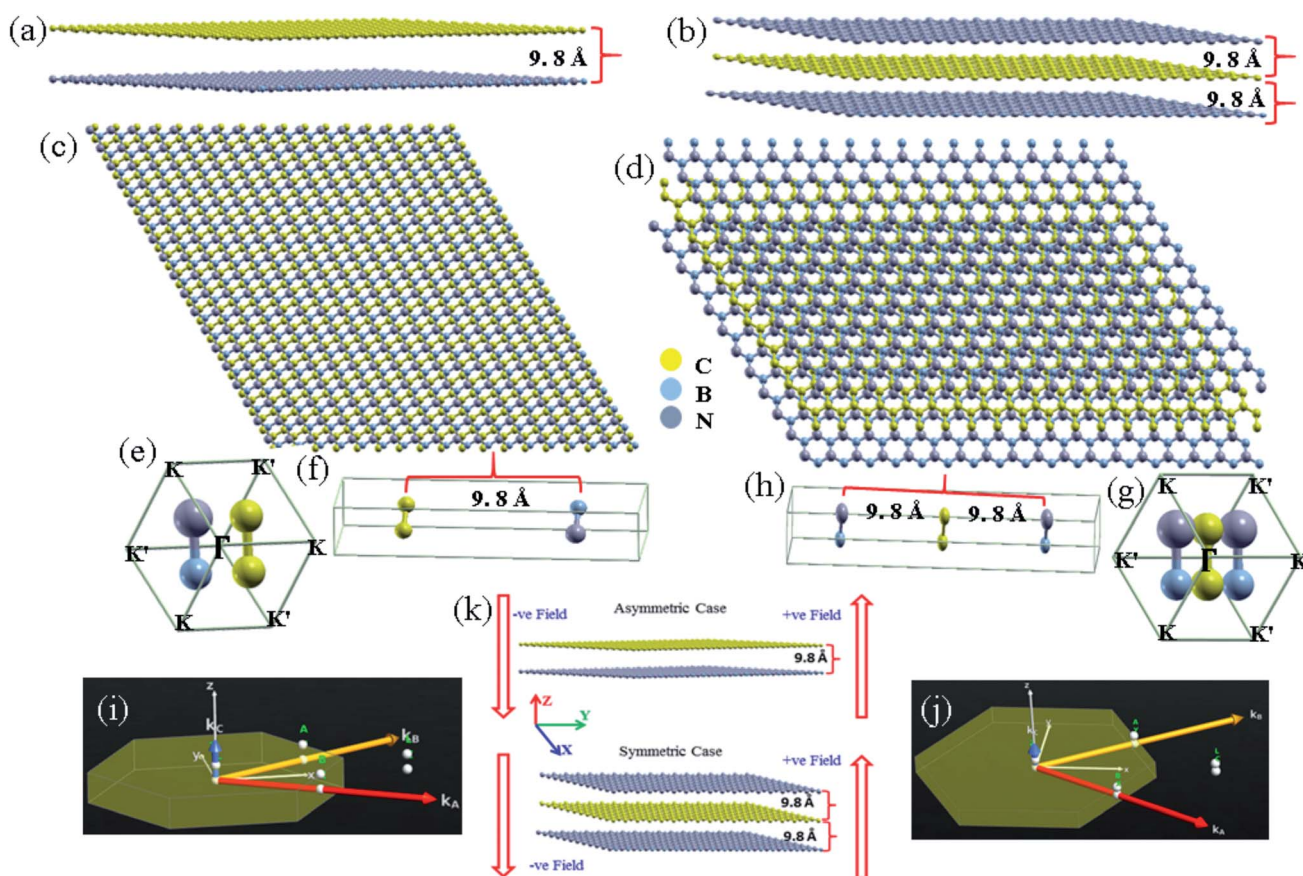 (a)
9.8 Å
(b)
9.8 Å
9.8 Å
(c)
(d)
C
B
N
(e)
K
K'
K'
Γ
K
K
K'
(f)
9.8 Å
(h)
9.8 Å 9.8 Å
(g)
K
K'
K'
Γ
K
K
K'
(k)
-ve Field
Asymmetric Case
+ve Field
9.8 Å
Z
Y
X
Symmetric Case
+ve Field
9.8 Å
9.8 Å
-ve Field
(i)
z
k_C
A
k_B
y
x
k_A
(j)
z
y
k_B
x
L
k_A